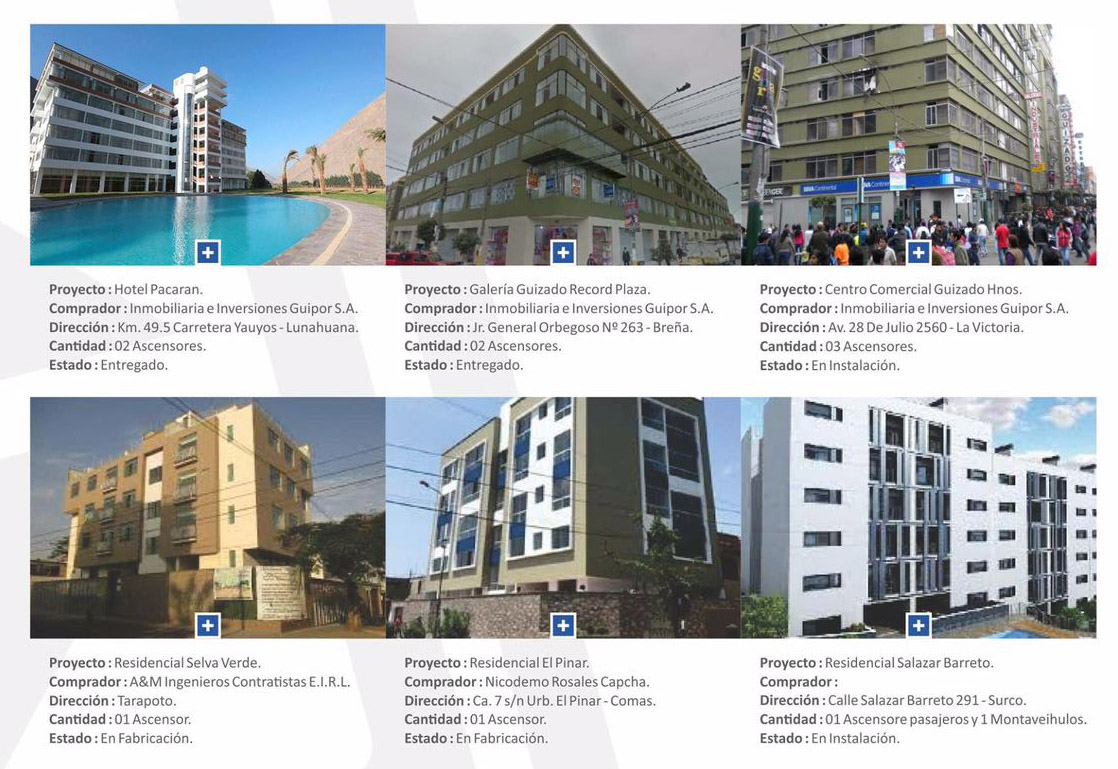 BBVA Continental
Proyecto : Hotel Pacaran.
Comprador : Inmobiliaria e Inversiones Guipor S.A.
Dirección : Km. 49.5 Carretera Yauyos - Lunahuana.
Cantidad : 02 Ascensores.
Estado : Entregado.
Proyecto : Galería Guizado Record Plaza.
Comprador : Inmobiliaria e Inversiones Guipor S.A.
Dirección : Jr. General Orbegoso Nº 263 - Breña.
Cantidad : 02 Ascensores.
Estado : Entregado.
Proyecto : Centro Comercial Guizado Hnos.
Comprador : Inmobiliaria e Inversiones Guipor S.A.
Dirección : Av. 28 De Julio 2560 - La Victoria.
Cantidad : 03 Ascensores.
Estado : En Instalación.
Proyecto : Residencial Selva Verde.
Comprador : A&M Ingenieros Contratistas E.I.R.L.
Dirección : Tarapoto.
Cantidad : 01 Ascensor.
Estado : En Fabricación.
Proyecto : Residencial El Pinar.
Comprador : Nicodemo Rosales Capcha.
Dirección : Ca. 7 s/n Urb. El Pinar - Comas.
Cantidad : 01 Ascensor.
Estado : En Fabricación.
Proyecto : Residencial Salazar Barreto.
Comprador :
Dirección : Calle Salazar Barreto 291 - Surco.
Cantidad : 01 Ascensore pasajeros y 1 Montaveihulos.
Estado : En Instalación.